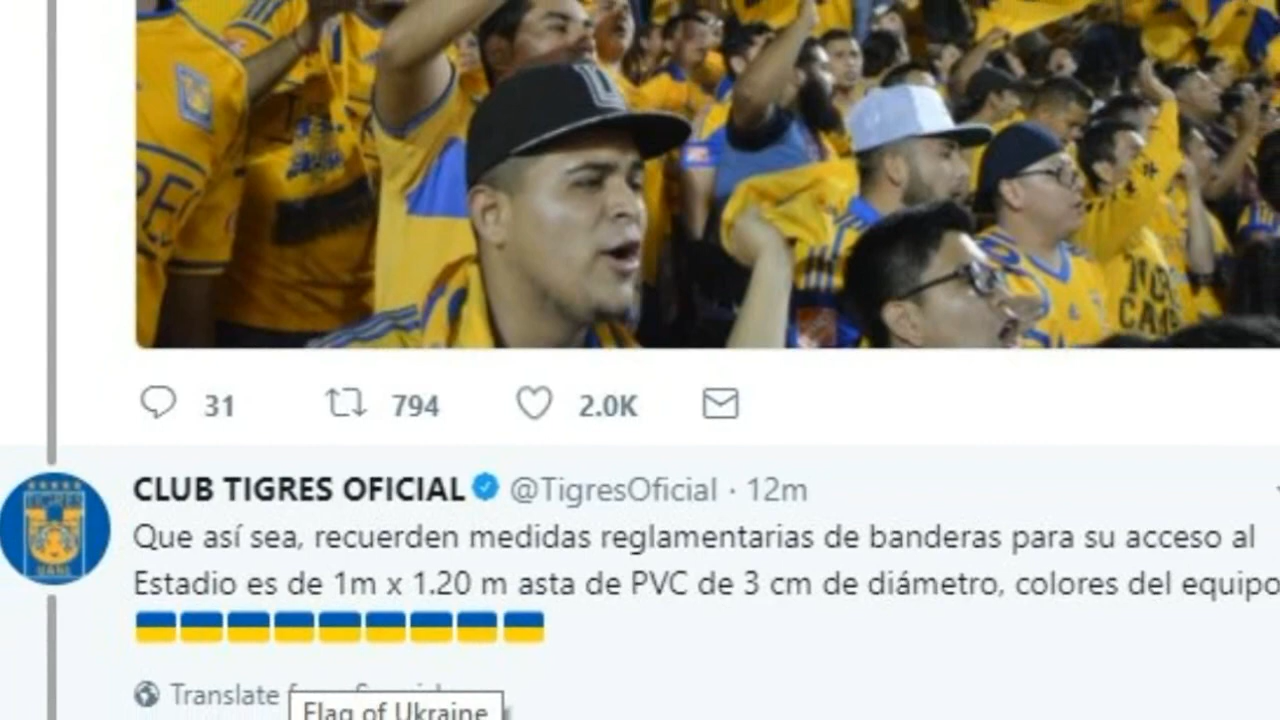 31 794 2.0K
CLUB TIGRES OFICIAL @TigresOficial · 12m
Que así sea, recuerden medidas reglamentarias de banderas para su acceso al
Estadio es de 1m x 1.20 m asta de PVC de 3 cm de diámetro, colores del equipo
Translate
Flag of Ukraine